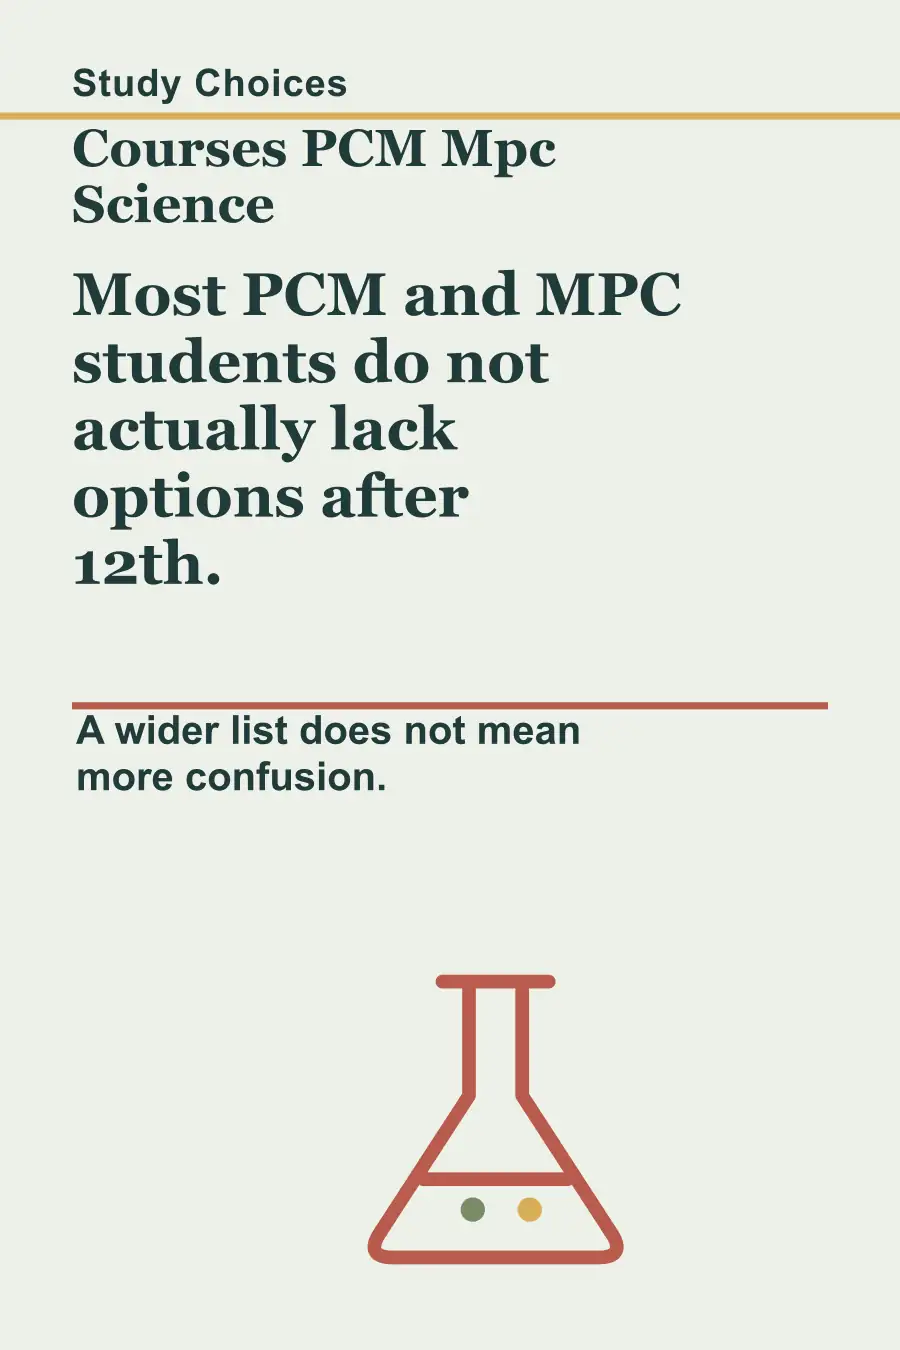 Study Choices
Courses PCM Mpc
Science
Most PCM and MPC
students do not
actually lack
options after
12th.
A wider list does not mean
more confusion.